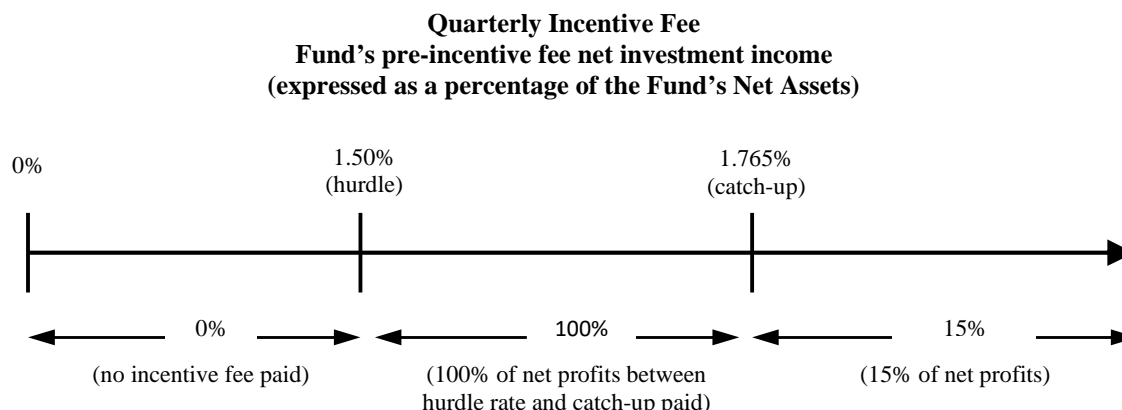 Quarterly Incentive Fee
Fund’s pre-incentive fee net investment income
(expressed as a percentage of the Fund’s Net Assets)
0%
1.50%
(hurdle)
1.765%
(catch-up)
0%
100%
15%
(no incentive fee paid)
(100% of net profits between
hurdle rate and catch-up paid)
(15% of net profits)